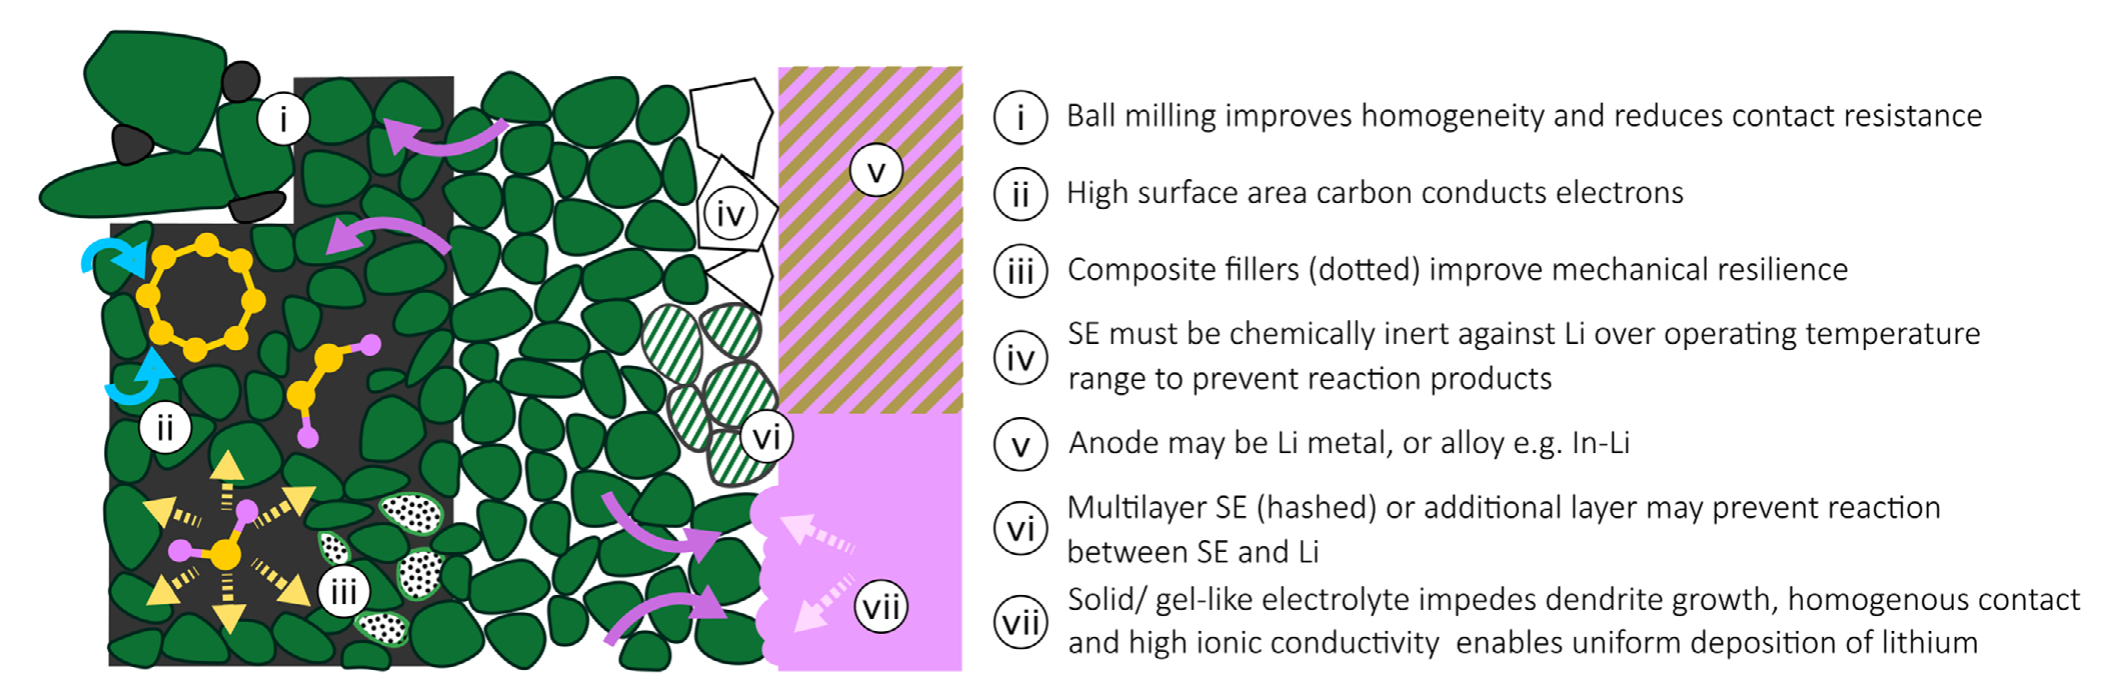 i
ii
iii
iv
v
vi
vii
i Ball milling improves homogeneity and reduces contact resistance
ii High surface area carbon conducts electrons
iii Composite fillers (dotted) improve mechanical resilience
iv SE must be chemically inert against Li over operating temperature
range to prevent reaction products
v Anode may be Li metal, or alloy e.g. In-Li
vi Multilayer SE (hashed) or additional layer may prevent reaction
between SE and Li
vii Solid/ gel-like electrolyte impedes dendrite growth, homogenous contact
and high ionic conductivity  enables uniform deposition of lithium